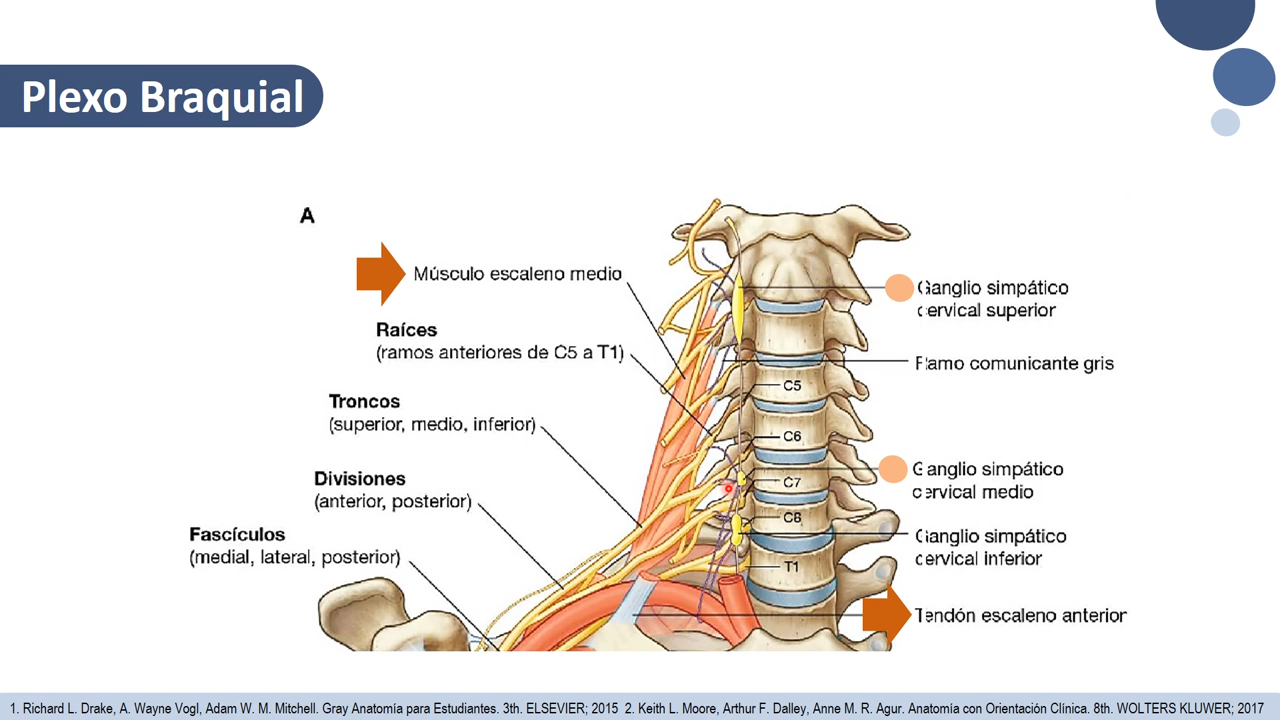 Plexo Braquial
A
Músculo escaleno medio
Raíces
(ramos anteriores de C5 a T1)
Troncos
(superior, medio, inferior)
Divisiones
(anterior, posterior)
Fascículos
(medial, lateral, posterior)
Ganglio simpático
cervical superior
Ramo comunicante gris
C5
C6
Ganglio simpático
cervical medio
C7
C8
Ganglio simpático
cervical inferior
T1
Tendón escaleno anterior
1. Richard L. Drake, A. Wayne Vogl, Adam W. M. Mitchell. Gray Anatomía para Estudiantes. 3th. ELSEVIER; 2015 2. Keith L. Moore, Arthur F. Dalley, Anne M. R. Agur. Anatomía con Orientación Clínica. 8th. WOLTERS KLUWER; 2017